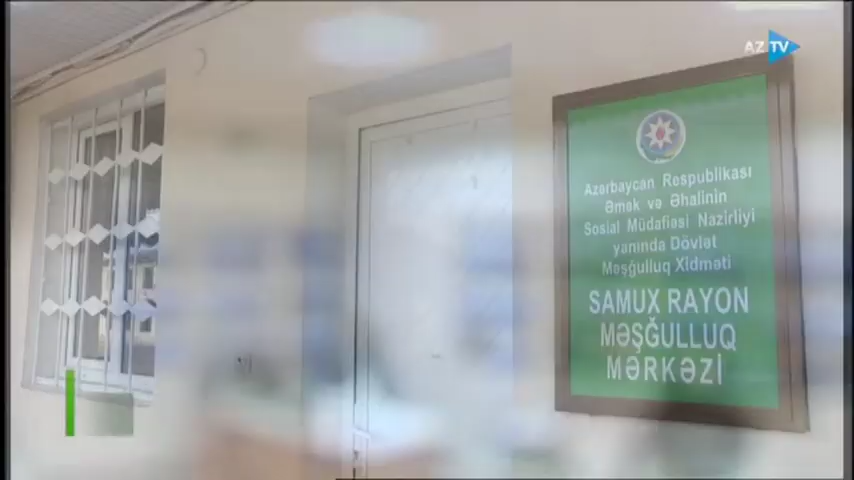 AZ TV
Azərbaycan Respublikası
Əmək və Əhalinin
Sosial Müdafiəsi Nazirliyi
yanında Dövlət
Məşğulluq Xidməti
SAMUX RAYON
MƏŞĞULLUQ
MƏRKƏZİ